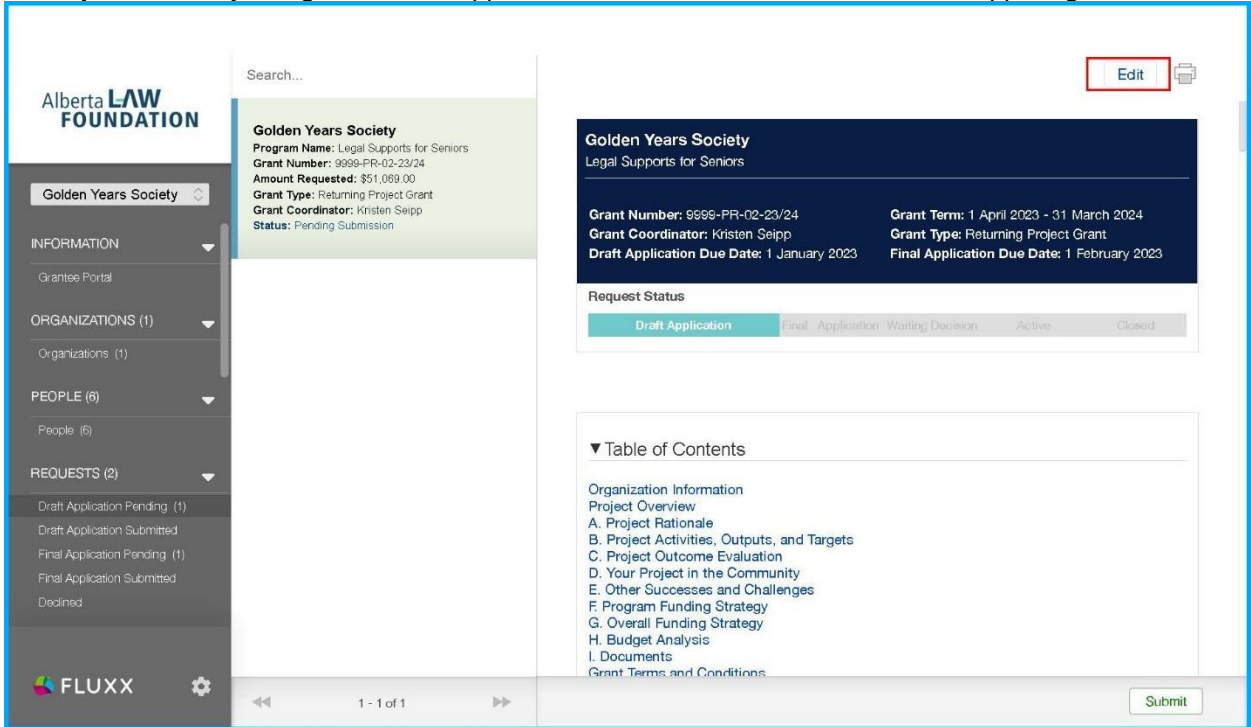 Alberta LAW
FOUNDATION
Golden Years Society
INFORMATION
Grantee Portal
ORGANIZATIONS (1)
Organizations (1)
PEOPLE (6)
People (6)
REQUESTS (2)
Draft Application Pending (1)
Draft Application Submitted
Final Application Pending (1)
Final Application Submitted
Declined
FLUXX
Search...
Golden Years Society
Program Name: Legal Supports for Seniors
Grant Number: 9999-PR-02-23/24
Amount Requested: $51,069.00
Grant Type: Returning Project Grant
Grant Coordinator: Kristen Seipp
Status: Pending Submission
1 - 1 of 1
Edit
Golden Years Society
Legal Supports for Seniors
Grant Number: 9999-PR-02-23/24
Grant Coordinator: Kristen Seipp
Draft Application Due Date: 1 January 2023
Grant Term: 1 April 2023 - 31 March 2024
Grant Type: Returning Project Grant
Final Application Due Date: 1 February 2023
Request Status
Draft Application Final Application Waiting Decision Active Closed
▼ Table of Contents
Organization Information
Project Overview
A. Project Rationale
B. Project Activities, Outputs, and Targets
C. Project Outcome Evaluation
D. Your Project in the Community
E. Other Successes and Challenges
F. Program Funding Strategy
G. Overall Funding Strategy
H. Budget Analysis
I. Documents
Grant Terms and Conditions
Submit